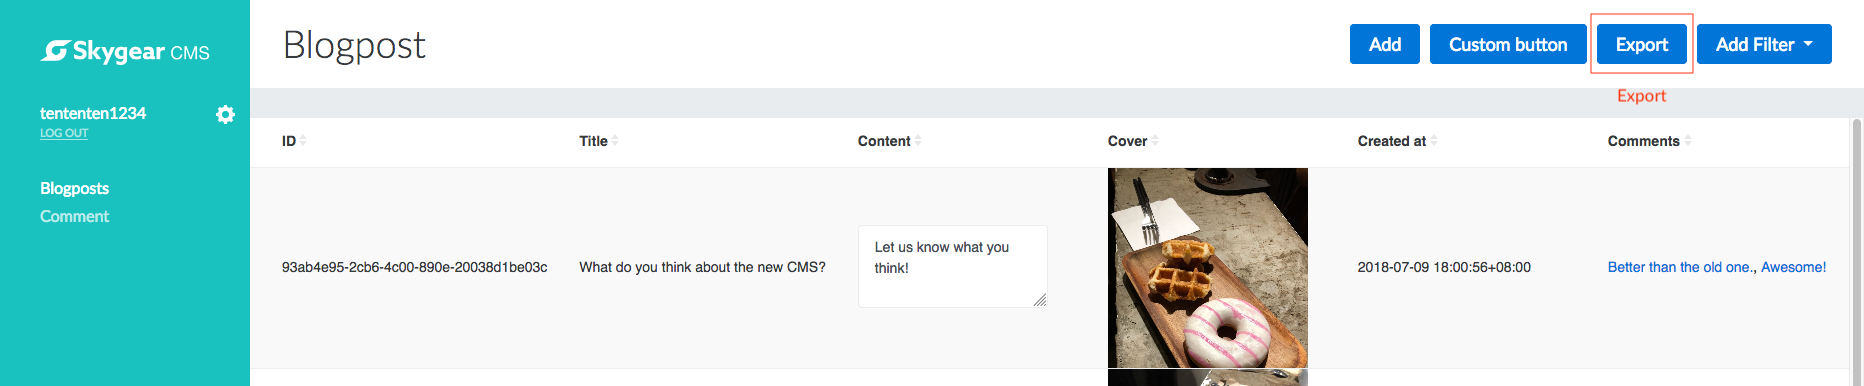 Skygear CMS
tententen1234
LOG OUT
Blogposts
Comment
Blogpost
Add
Custom button
Export
Add Filter
Export
ID
Title
Content
Cover
Created at
Comments
93ab4e95-2cb6-4c00-890e-20038d1be03c
What do you think about the new CMS?
Let us know what you
think!
2018-07-09 18:00:56+08:00
Better than the old one., Awesome!